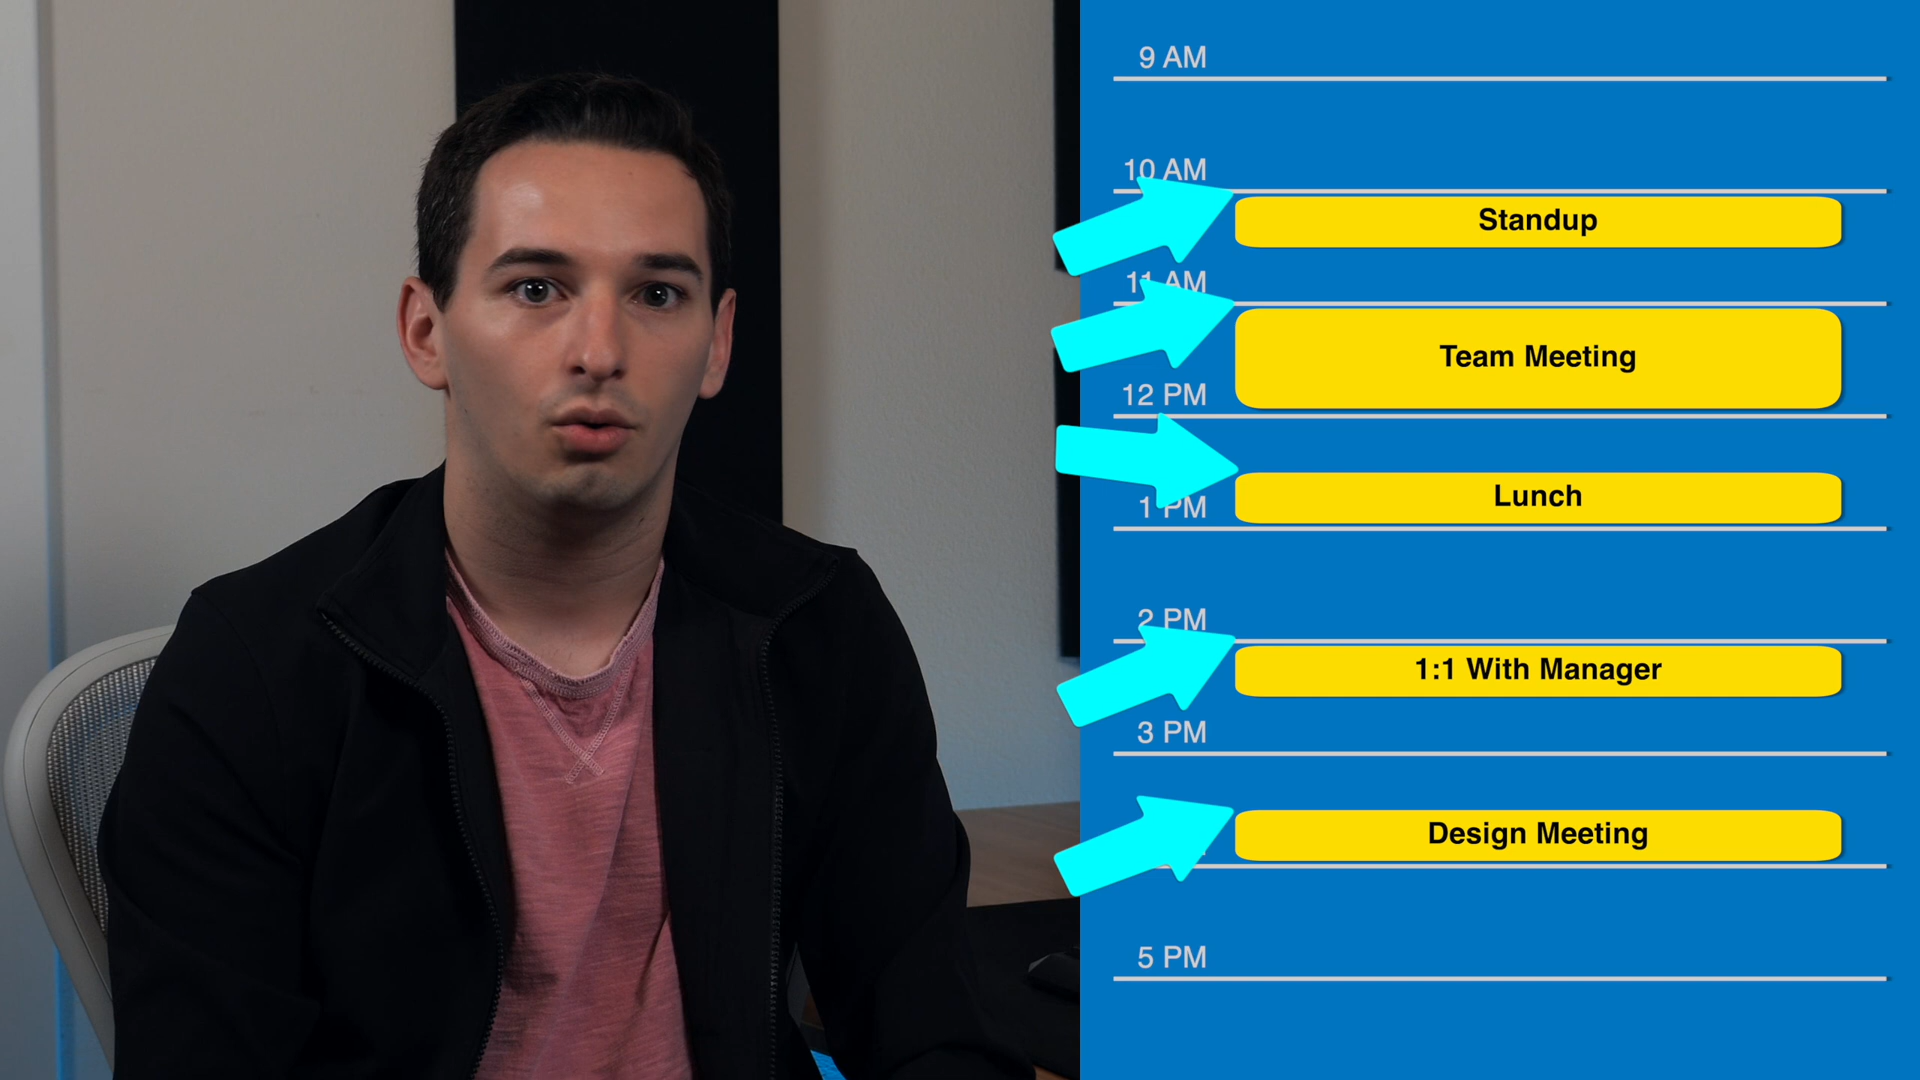 9 AM
10 AM
Standup
11 AM
Team Meeting
12 PM
Lunch
1 PM
2 PM
1:1 With Manager
3 PM
Design Meeting
5 PM